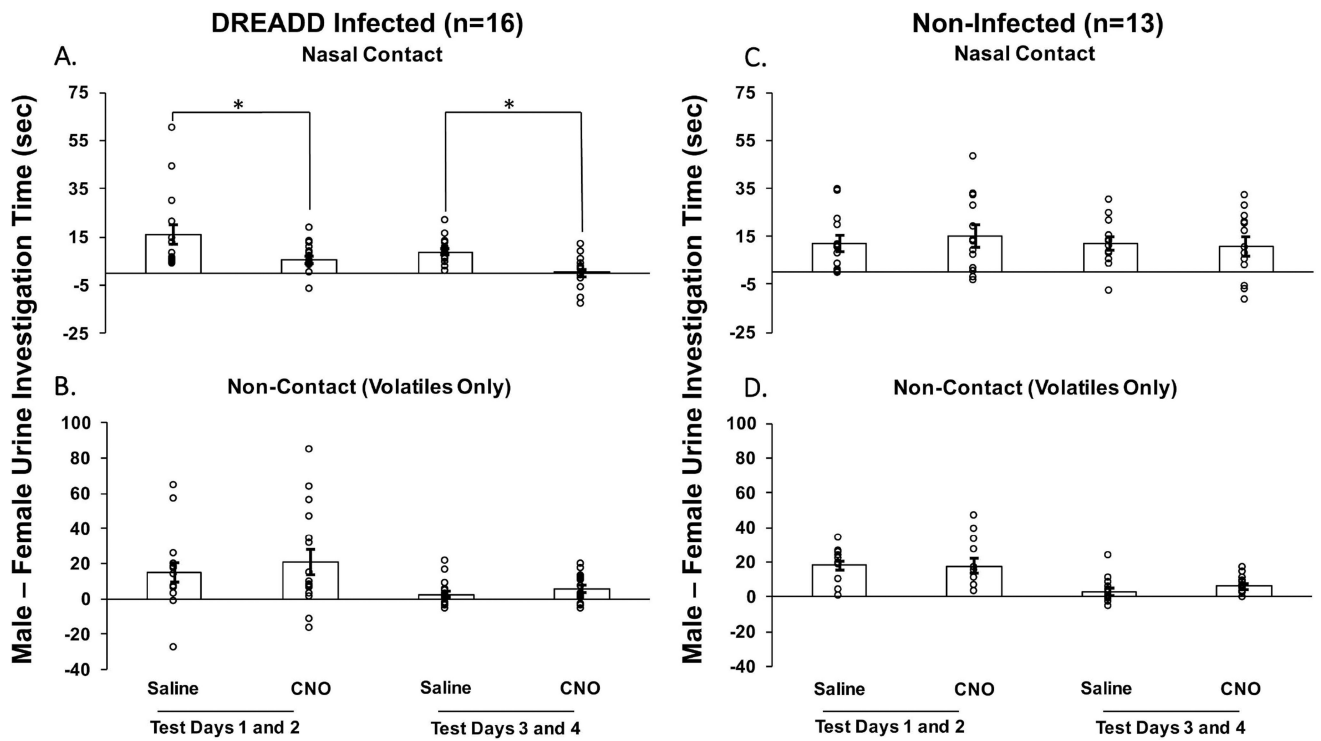 DREADD Infected (n=16)
Non-Infected (n=13)
A.
Nasal Contact
C.
Nasal Contact
Male – Female Urine Investigation Time (sec)
75
55
35
15
-5
-25
*
*
75
55
35
15
-5
-25
B.
Non-Contact (Volatiles Only)
100
80
60
40
20
0
-20
-40
Saline
CNO
Saline
CNO
Test Days 1 and 2
Test Days 3 and 4
Male – Female Urine Investigation Time (sec)
D.
Non-Contact (Volatiles Only)
100
80
60
40
20
0
-20
-40
Saline
CNO
Saline
CNO
Test Days 1 and 2
Test Days 3 and 4